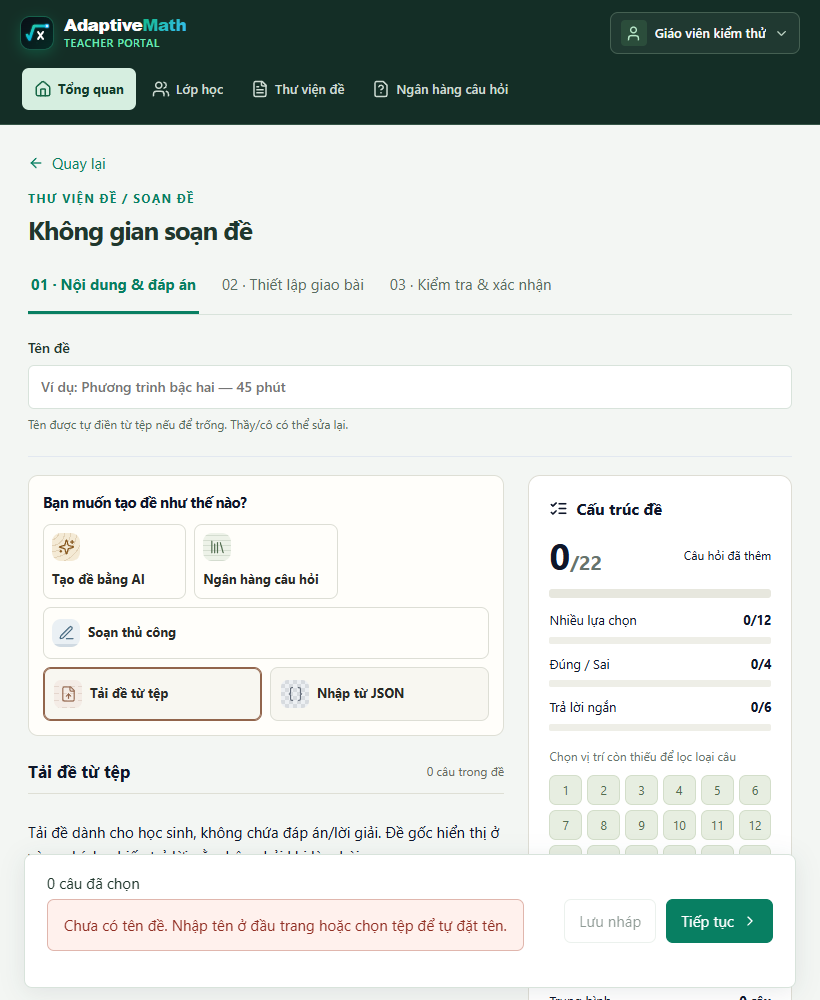 AdaptiveMath
TEACHER PORTAL
Giáo viên kiểm thử
Tổng quan
Lớp học
Thư viện đề
Ngân hàng câu hỏi
Quay lại
THƯ VIỆN ĐỀ / SOẠN ĐỀ
Không gian soạn đề
01 · Nội dung & đáp án
02 · Thiết lập giao bài
03 · Kiểm tra & xác nhận
Tên đề
Ví dụ: Phương trình bậc hai — 45 phút
Tên được tự điền từ tệp nếu để trống. Thầy/cô có thể sửa lại.
Bạn muốn tạo đề như thế nào?
Tạo đề bằng AI
Ngân hàng câu hỏi
Soạn thủ công
Tải đề từ tệp
Nhập từ JSON
Tải đề từ tệp
0 câu trong đề
Tải đề dành cho học sinh, không chứa đáp án/lời giải. Đề gốc hiển thị ở
Cấu trúc đề
0/22
Câu hỏi đã thêm
Nhiều lựa chọn
0/12
Đúng / Sai
0/4
Trả lời ngắn
0/6
Chọn vị trí còn thiếu để lọc loại câu
1 2 3 4 5 6
7 8 9 10 11 12
0 câu đã chọn
Chưa có tên đề. Nhập tên ở đầu trang hoặc chọn tệp để tự đặt tên.
Lưu nháp
Tiếp tục